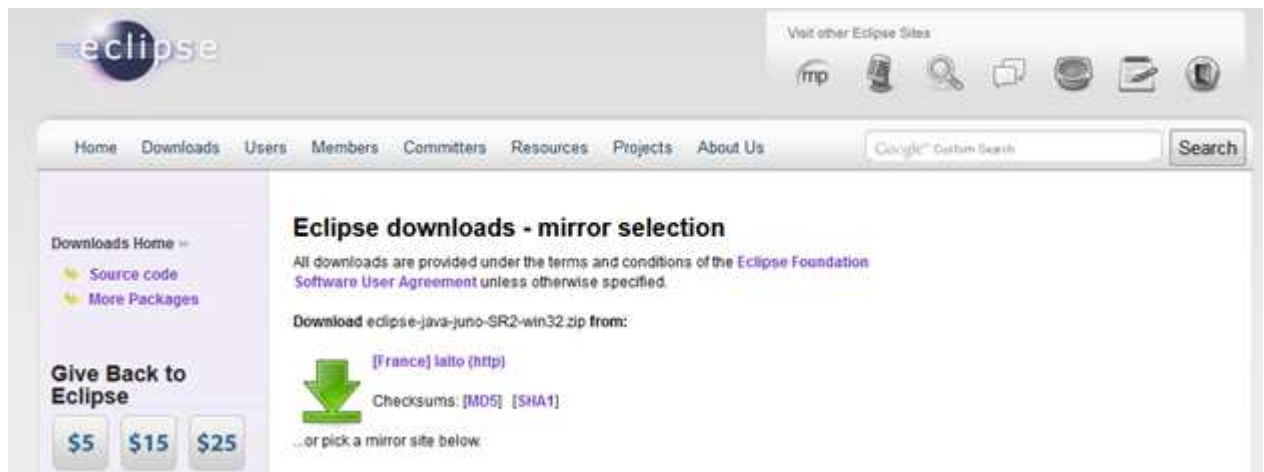 eclipse
Visit other Eclipse Sites
mp
Home Downloads Users Members Committers Resources Projects About Us
Google™ Custom Search
Search
Downloads Home »
Source code
More Packages
Give Back to
Eclipse
$5 $15 $25
Eclipse downloads - mirror selection
All downloads are provided under the terms and conditions of the Eclipse Foundation
Software User Agreement unless otherwise specified.
Download eclipse-java-juno-SR2-win32.zip from:
[France] Ialto (http)
Checksums: [MD5] [SHA1]
...or pick a mirror site below.